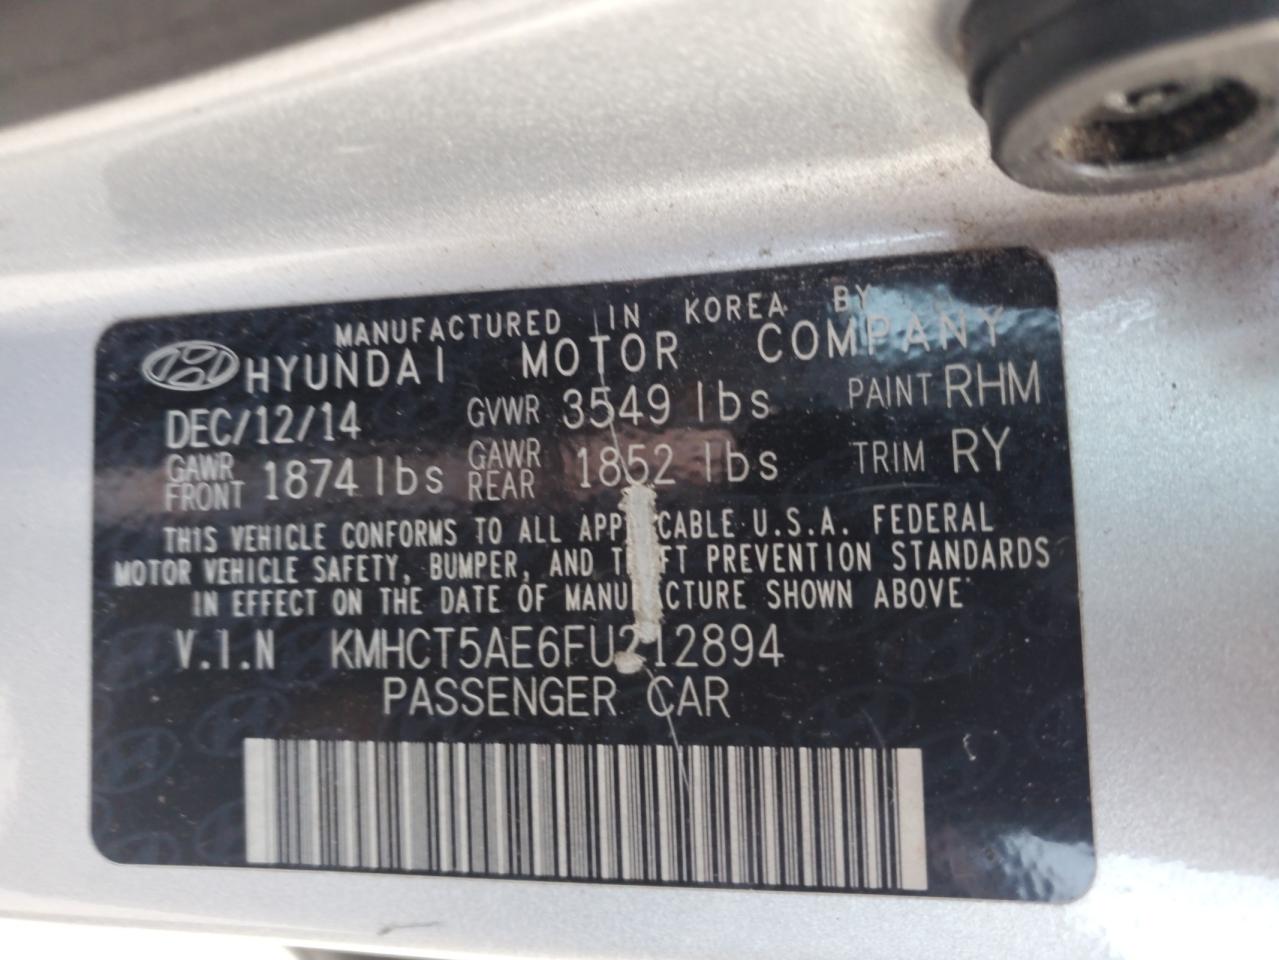 MANUFACTURED IN KOREA BY
HYUNDAI MOTOR COMPANY
DEC/12/14 GVWR 3549 lbs PAINT RHM
GAWR FRONT 1874 lbs GAWR REAR 1852 lbs TRIM RY
THIS VEHICLE CONFORMS TO ALL APPLICABLE U.S.A. FEDERAL
MOTOR VEHICLE SAFETY, BUMPER, AND THEFT PREVENTION STANDARDS
IN EFFECT ON THE DATE OF MANUFACTURE SHOWN ABOVE
V.I.N KMHCT5AE6FU212894
PASSENGER CAR